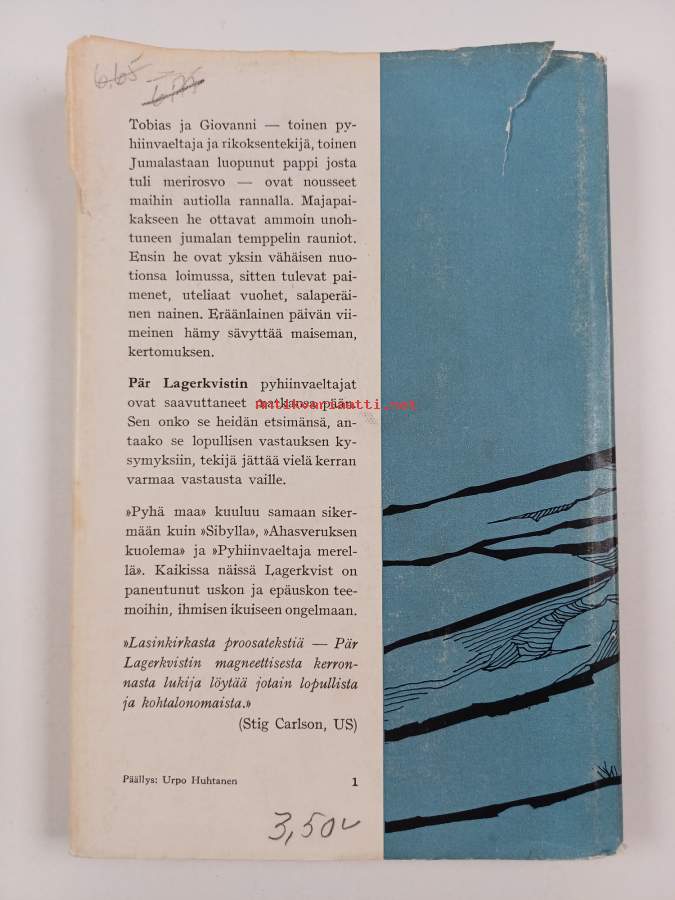 6.65
6,75
Tobias ja Giovanni — toinen py-
hiinvaeltaja ja rikoksentekijä, toinen
Jumalastaan luopunut pappi josta
tuli merirosvo — ovat nousseet
maihin autiolla rannalla. Majapai-
kakseen he ottavat ammoin unoh-
tuneen jumalan temppelin rauniot.
Ensin he ovat yksin vähäisen nuo-
tionsa loimussa, sitten tulevat pai-
menet, uteliaat vuohet, salaperäi-
nen nainen. Eräänlainen päivän vii-
meinen hämy sävyttää maiseman,
kertomuksen.
Pär Lagerkvistin pyhiinvaeltajat
ovat saavuttaneet matkansa pään.
antikvariaatti.net
Sen onko se heidän etsimänsä, an-
taako se lopullisen vastauksen ky-
symyksiin, tekijä jättää vielä kerran
varmaa vastausta vaille.
»Pyhä maa» kuuluu samaan siker-
mään kuin »Sibylla», »Ahasveruksen
kuolema» ja »Pyhiinvaeltaja merel-
lä». Kaikissa näissä Lagerkvist on
paneutunut uskon ja epäuskon tee-
moihin, ihmisen ikuiseen ongelmaan.
»Lasinkirkasta proosatekstiä — Pär
Lagerkvistin magneettisesta kerron-
nasta lukija löytää jotain lopullista
ja kohtalonomaista.»
(Stig Carlson, US)
Päällys: Urpo Huhtanen 1
3,50